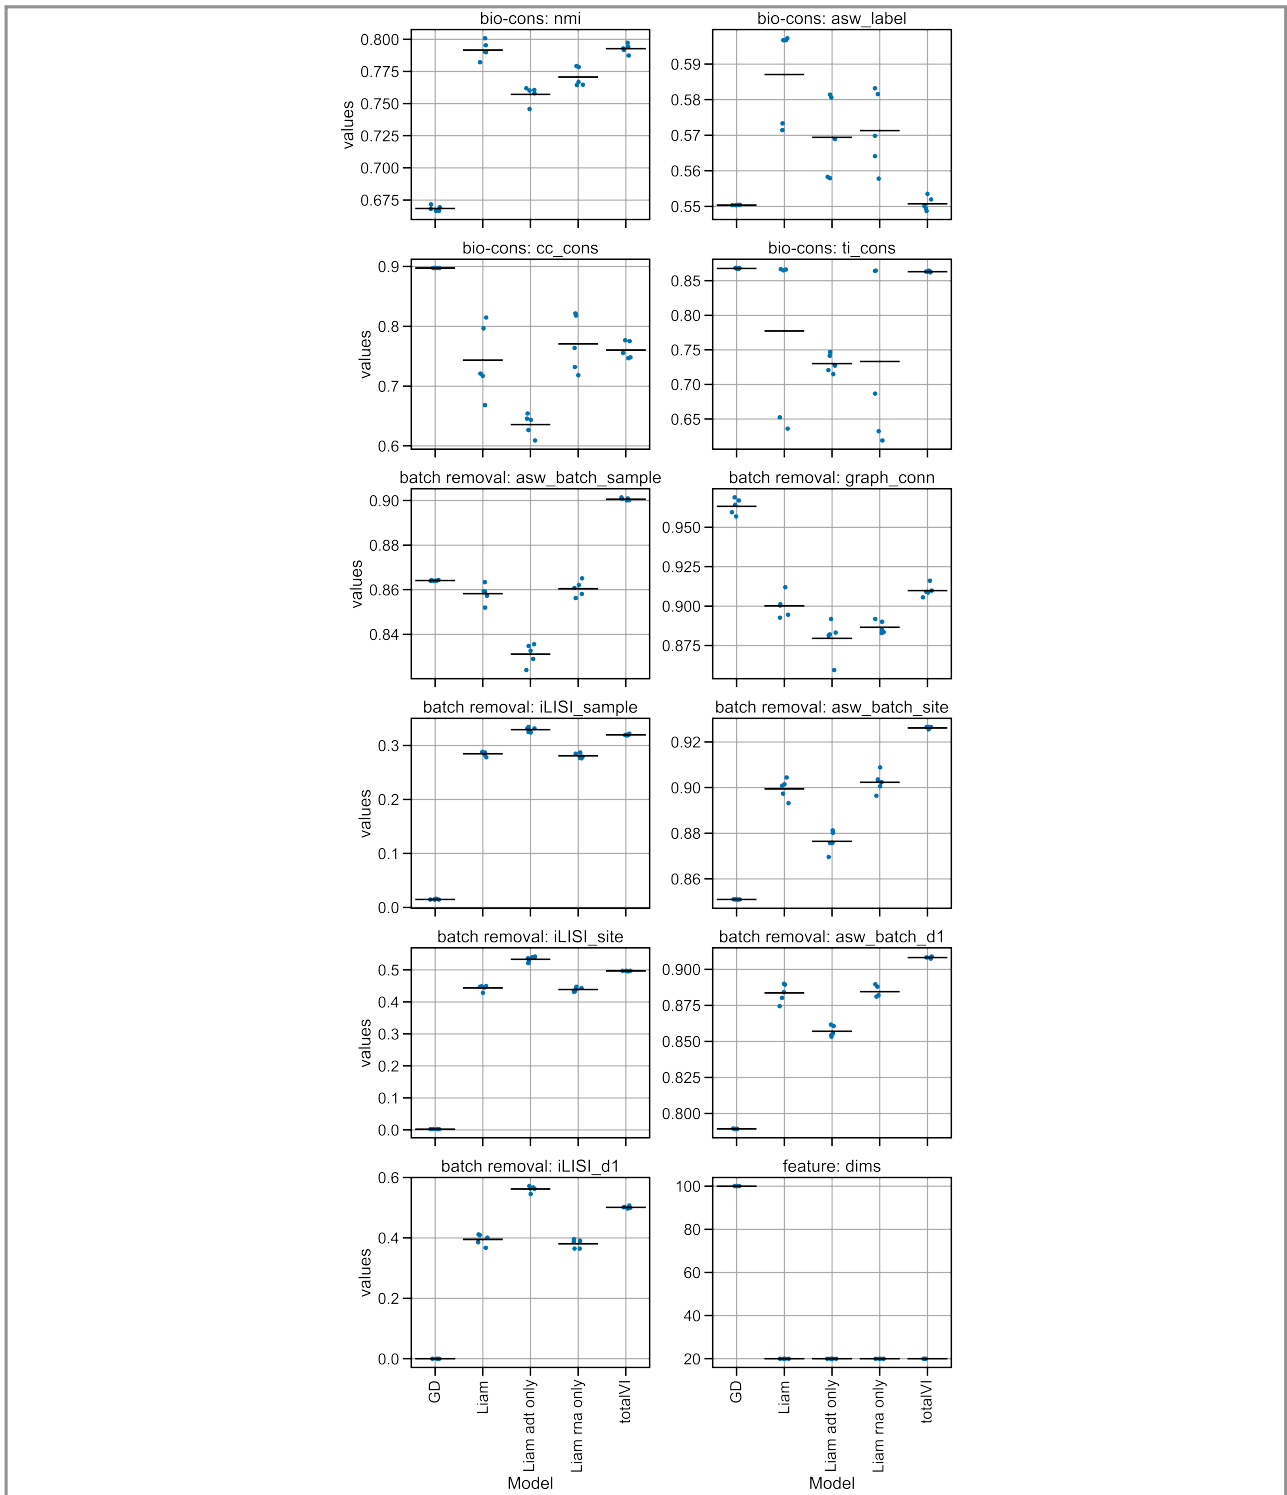 bio-cons: nmi
0.800
0.775
0.750
0.725
0.700
0.675
values
bio-cons: asw_label
0.59
0.58
0.57
0.56
0.55
bio-cons: cc_cons
0.9
0.8
0.7
0.6
values
bio-cons: ti_cons
0.85
0.80
0.75
0.70
0.65
batch removal: asw_batch_sample
0.90
0.88
0.86
0.84
values
batch removal: graph_conn
0.950
0.925
0.900
0.875
batch removal: iLISI_sample
0.3
0.2
0.1
0.0
values
batch removal: asw_batch_site
0.92
0.90
0.88
0.86
batch removal: iLISI_site
0.5
0.4
0.3
0.2
0.1
0.0
values
batch removal: asw_batch_d1
0.900
0.875
0.850
0.825
0.800
batch removal: iLISI_d1
0.6
0.4
0.2
0.0
values
GD
Liam
Liam adt only
Liam rna only
totalVI
Model
feature: dims
100
80
60
40
20
GD
Liam
Liam adt only
Liam rna only
totalVI
Model